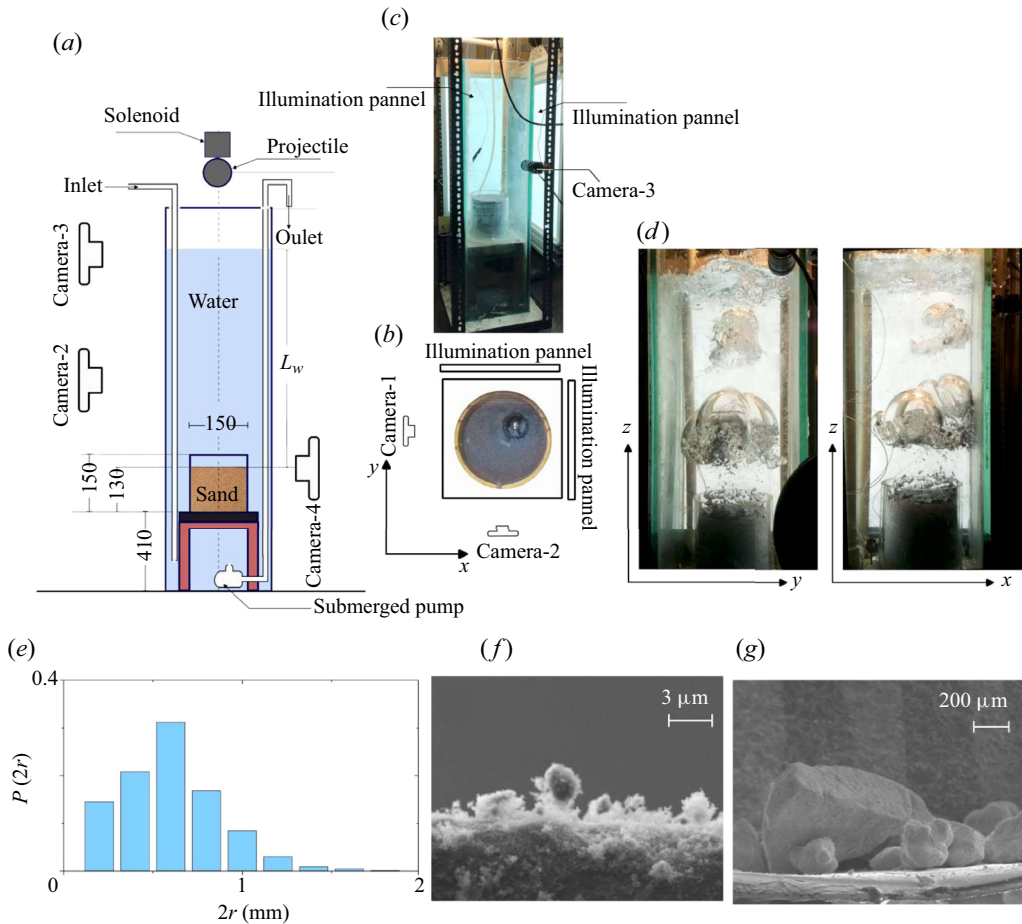 (a)
Solenoid
Projectile
Inlet
Oulet
Camera-3
Water
Camera-2
L_w
150
150
130
Sand
410
Camera-4
Submerged pump
(c)
Illumination pannel
Illumination pannel
Camera-3
(b)
Illumination pannel
Camera-1
Illumination pannel
y
x
Camera-2
(d)
z
y
z
x
(e)
0.4
P (2r)
0
1
2
2r (mm)
(f)
3 μm
(g)
200 μm